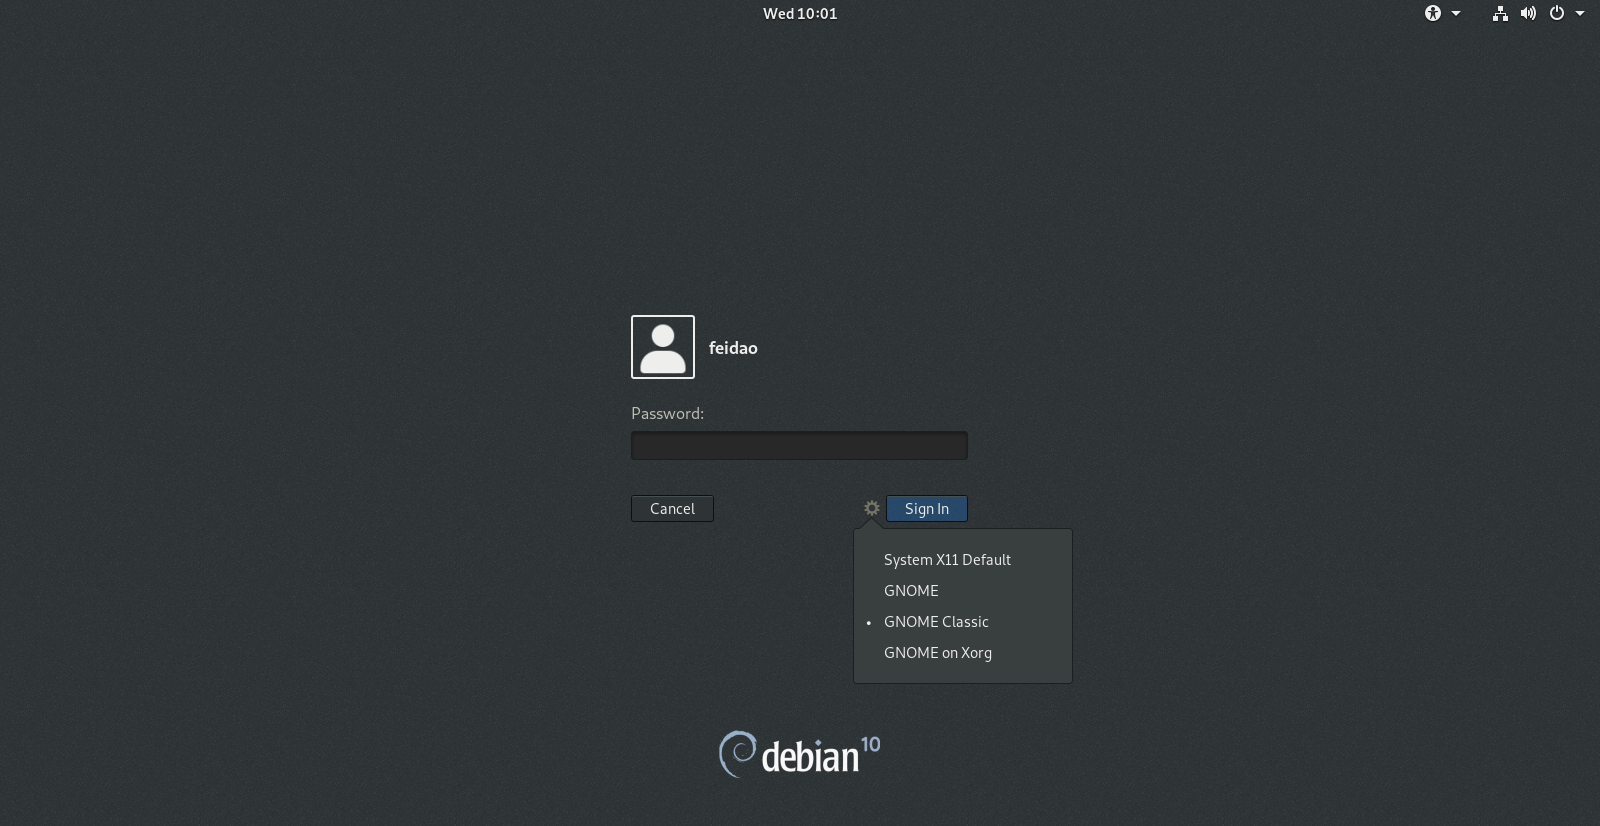 Wed 10:01
feidao
Password:
Cancel
Sign In
System X11 Default
GNOME
• GNOME Classic
GNOME on Xorg
debian 10